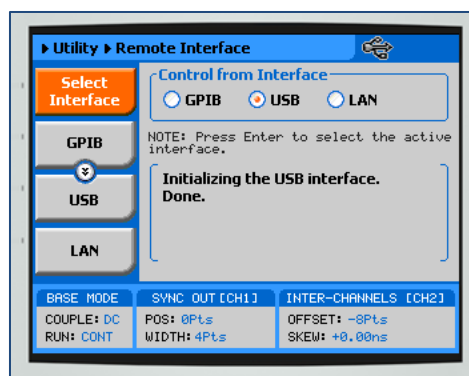 Utility ▶ Remote Interface
Select
Interface
GPIB
USB
LAN
Control from Interface
GPIB USB LAN
NOTE: Press Enter to select the active
interface.
Initializing the USB interface.
Done.
BASE MODE
COUPLE: DC
RUN: CONT
SYNC OUT [CH1]
POS: 0Pts
WIDTH: 4Pts
INTER-CHANNELS [CH2]
OFFSET: -8Pts
SKEW: +0.00ns